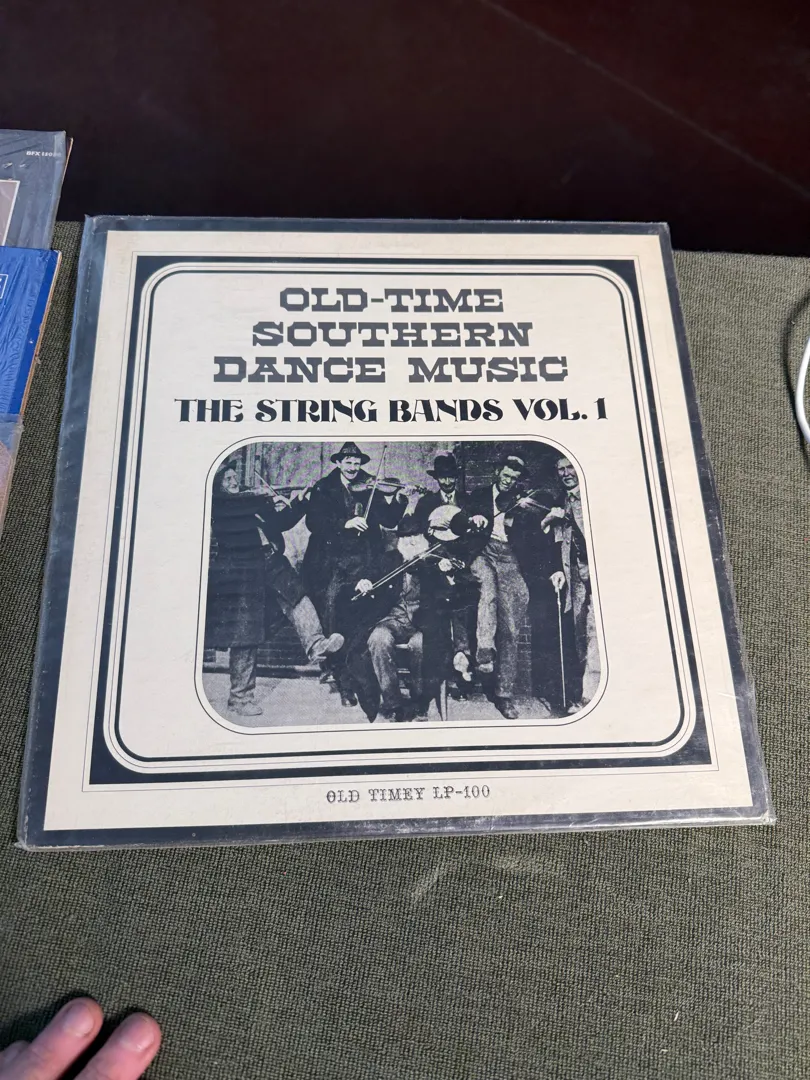 OLD-TIME
SOUTHERN
DANCE MUSIC
THE STRING BANDS VOL. 1
OLD TIMEY LP-100